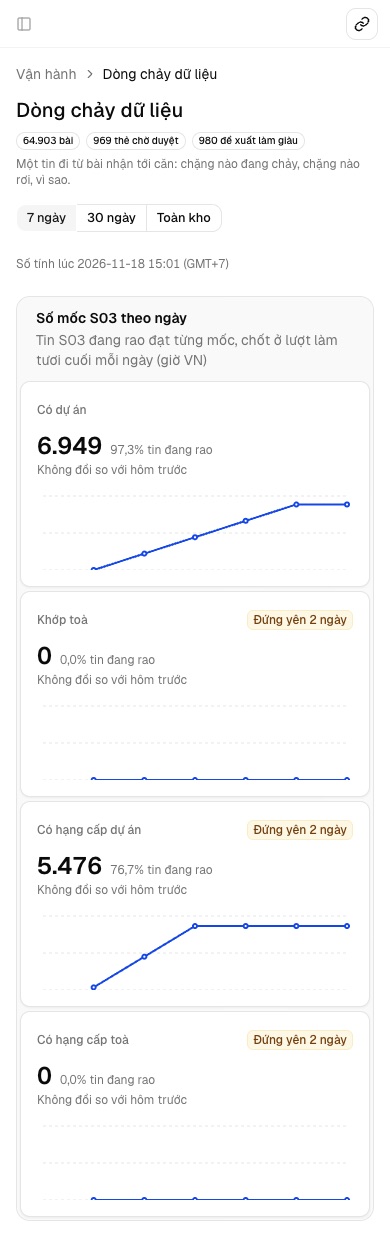 Vận hành > Dòng chảy dữ liệu
Dòng chảy dữ liệu
64.903 bài 969 thẻ chờ duyệt 980 đề xuất làm giàu
Một tin đi từ bài nhận tới căn: chặng nào đang chảy, chặng nào
rơi, vì sao.
7 ngày 30 ngày Toàn kho
Số tính lúc 2026-11-18 15:01 (GMT+7)
Số mốc S03 theo ngày
Tin S03 đang rao đạt từng mốc, chốt ở lượt làm
tươi cuối mỗi ngày (giờ VN)
Có dự án
6.949 97,3% tin đang rao
Không đổi so với hôm trước
Khớp toà Đứng yên 2 ngày
0 0,0% tin đang rao
Không đổi so với hôm trước
Có hạng cấp dự án Đứng yên 2 ngày
5.476 76,7% tin đang rao
Không đổi so với hôm trước
Có hạng cấp toà Đứng yên 2 ngày
0 0,0% tin đang rao
Không đổi so với hôm trước